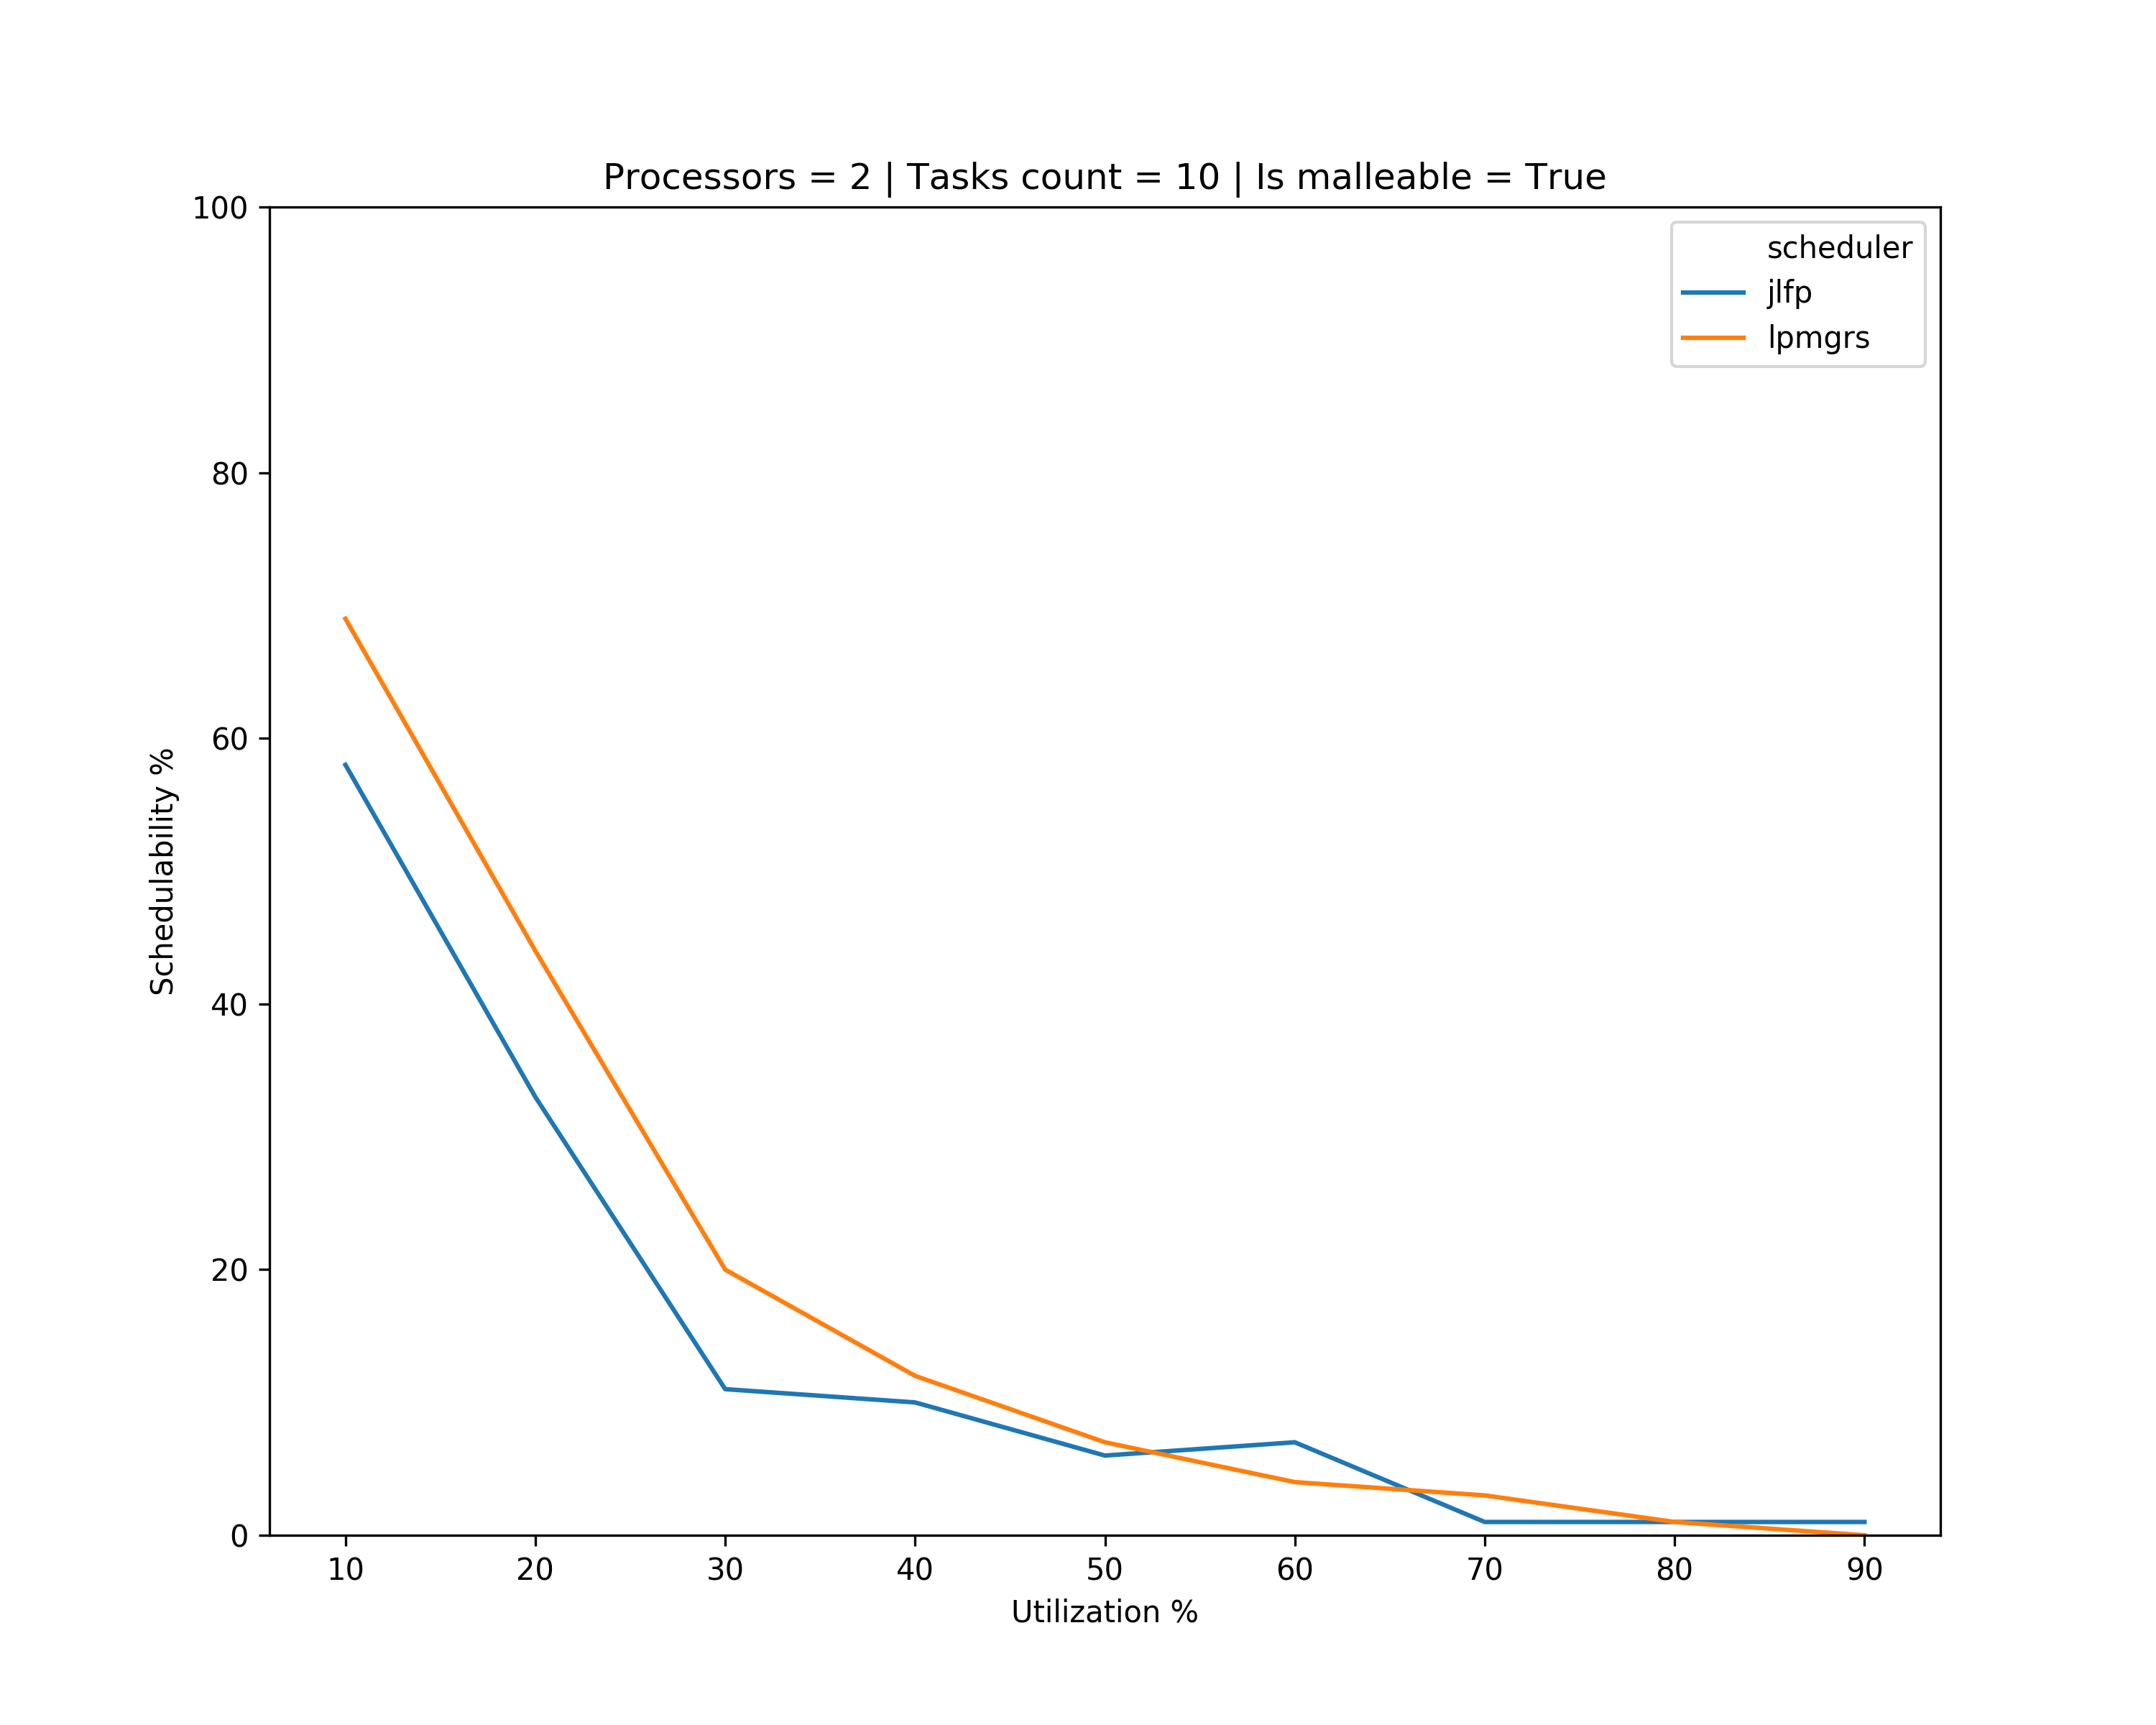 Processors = 2 | Tasks count = 10 | Is malleable = True
scheduler
jlfp
lpmgrs
Schedulability %
100
80
60
40
20
0
10 20 30 40 50 60 70 80 90
Utilization %